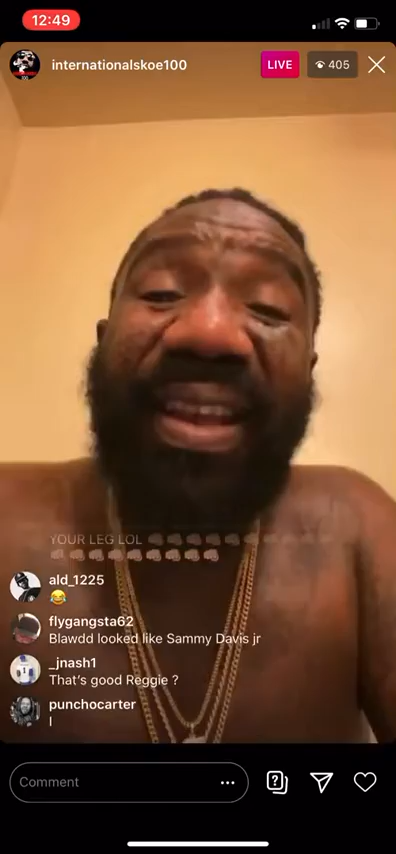 12:49
internationalskoe100
LIVE
405
YOUR LEG LOL 👊🏽👊🏽👊🏽👊🏽👊🏽👊🏽👊🏽👊🏽👊🏽
👊🏽👊🏽👊🏽👊🏽👊🏽👊🏽👊🏽👊🏽👊🏽
ald_1225
😂
flygangsta62
Blawdd looked like Sammy Davis jr
_jnash1
That's good Reggie ?
punchocarter
I
Comment